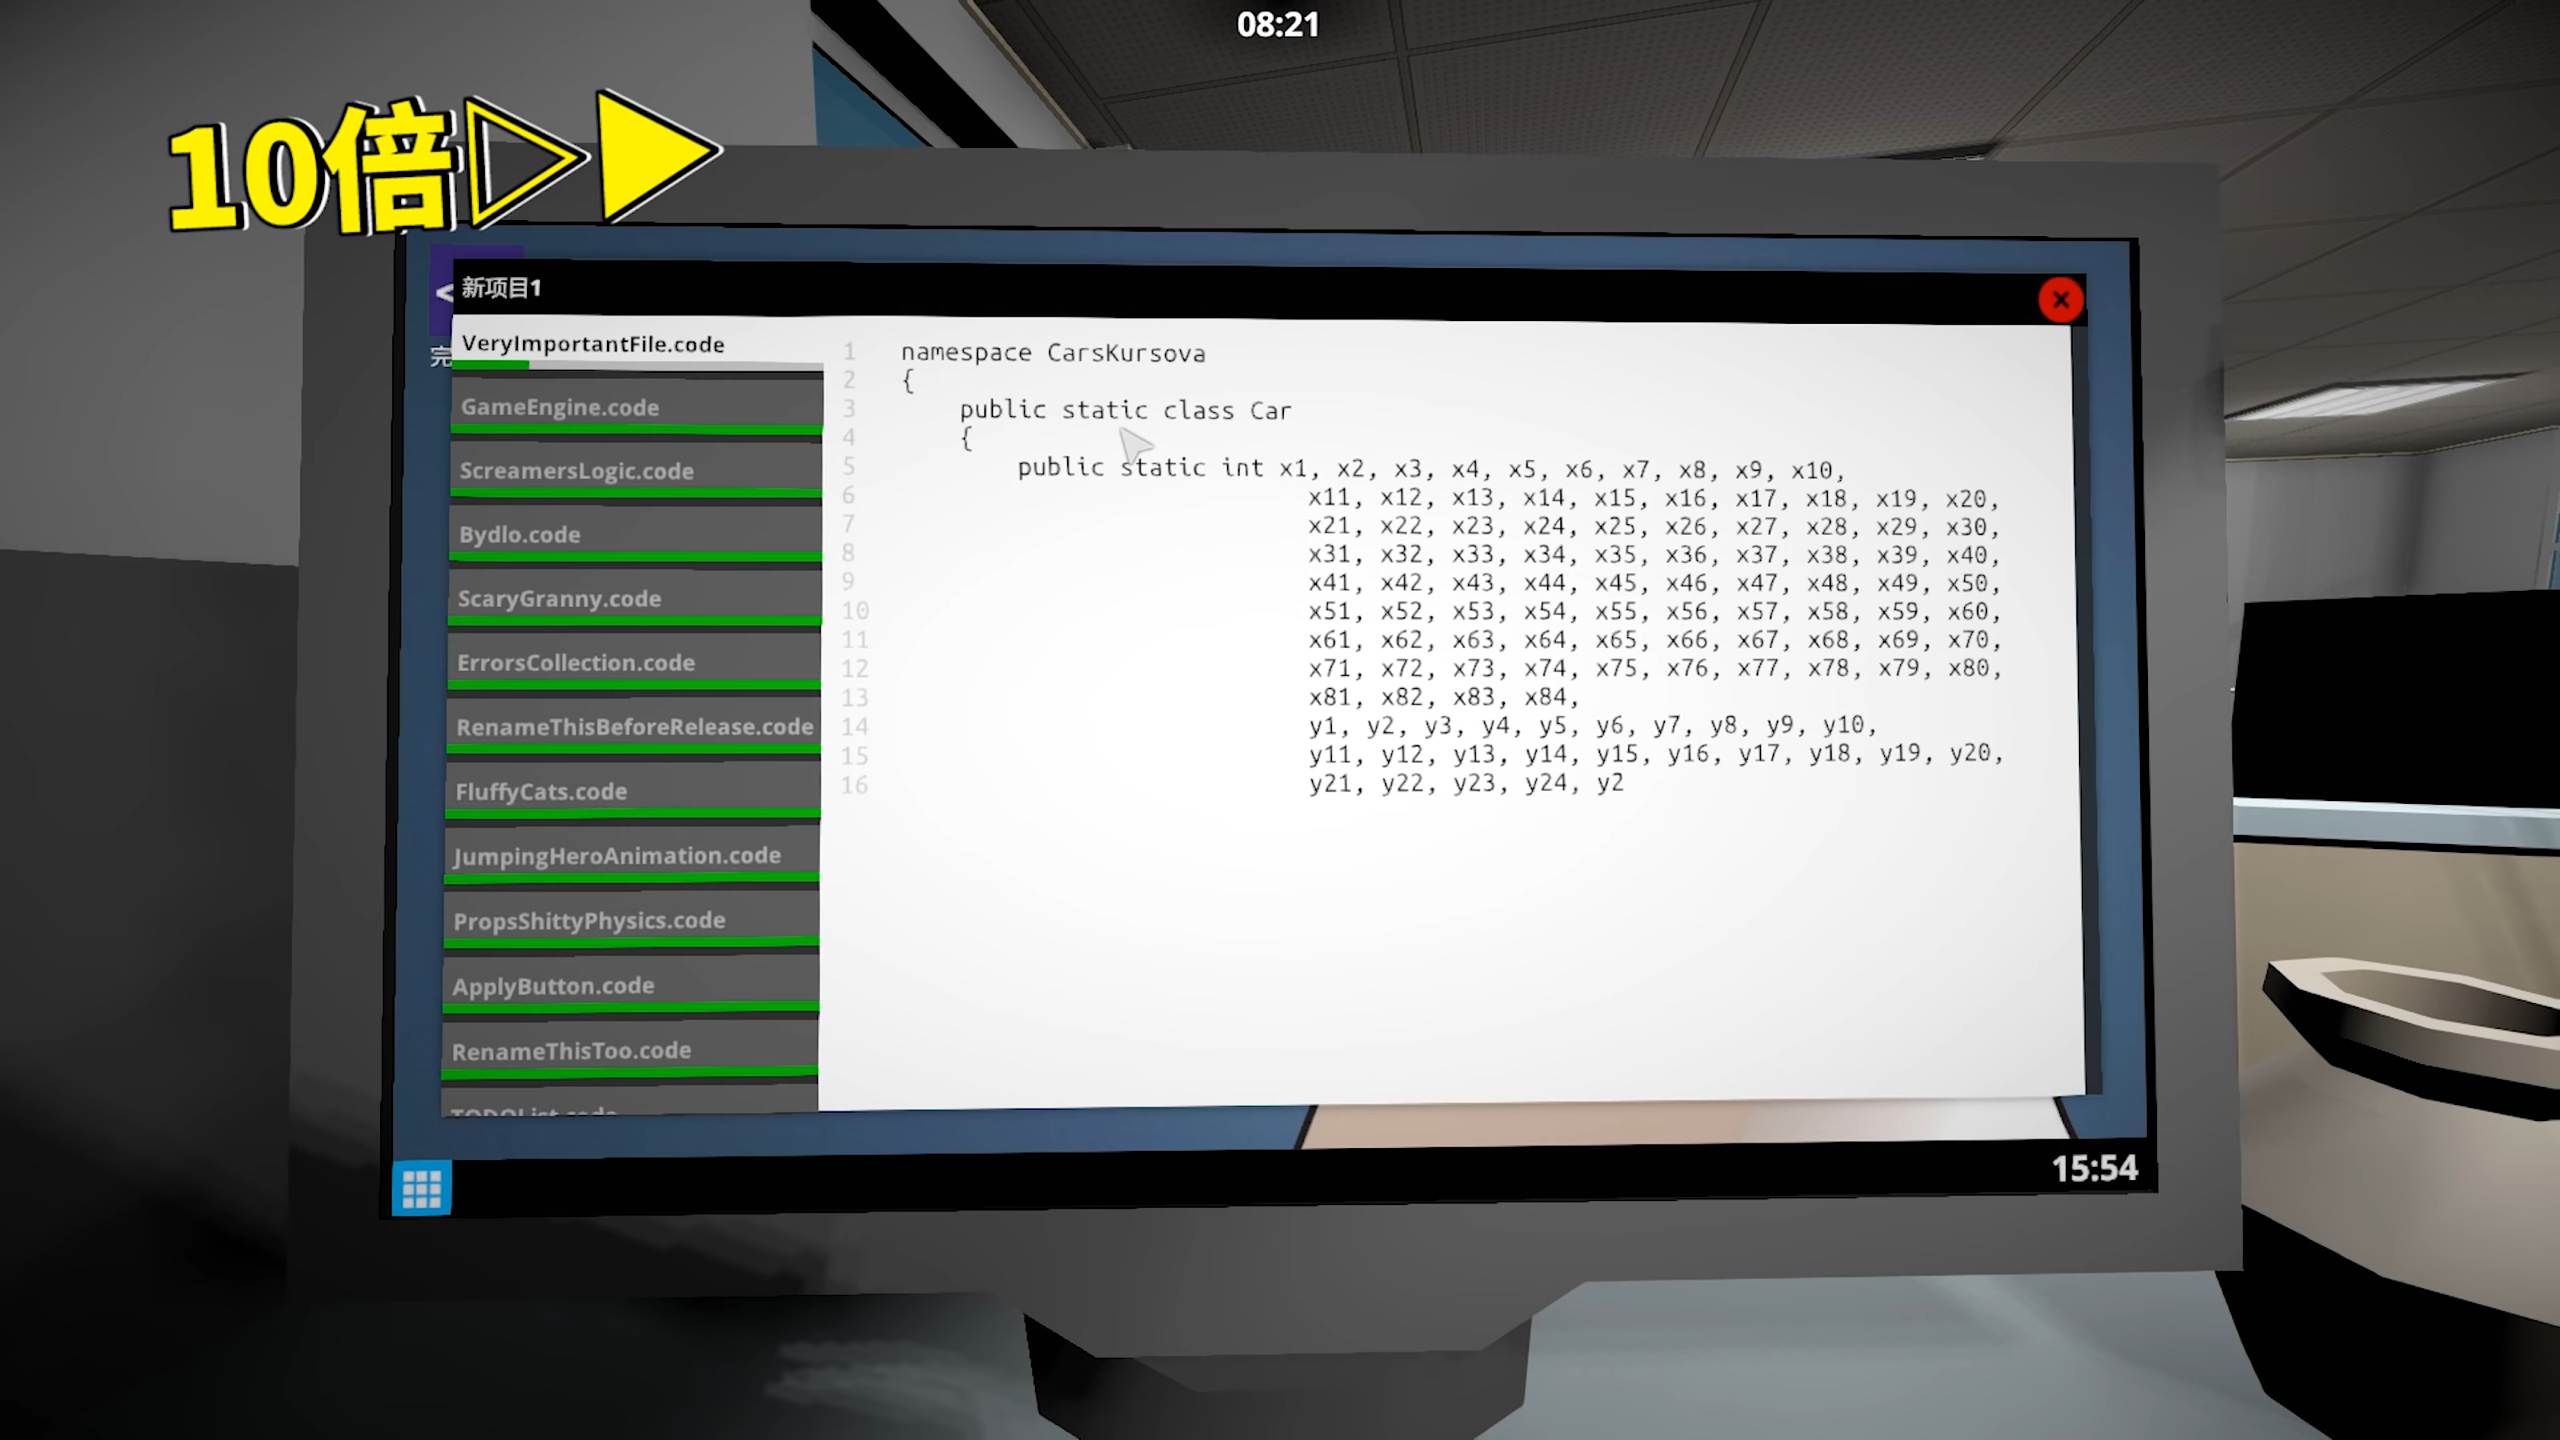 08:21
10倍
新项目1
<
完
VeryImportantFile.code
GameEngine.code
ScreamersLogic.code
Bydlo.code
ScaryGranny.code
ErrorsCollection.code
RenameThisBeforeRelease.code
FluffyCats.code
JumpingHeroAnimation.code
PropsShittyPhysics.code
ApplyButton.code
RenameThisToo.code
TODOList.code
1 namespace CarsKursova
2 {
3 public static class Car
4 {
5 public static int x1, x2, x3, x4, x5, x6, x7, x8, x9, x10,
6 x11, x12, x13, x14, x15, x16, x17, x18, x19, x20,
7 x21, x22, x23, x24, x25, x26, x27, x28, x29, x30,
8 x31, x32, x33, x34, x35, x36, x37, x38, x39, x40,
9 x41, x42, x43, x44, x45, x46, x47, x48, x49, x50,
10 x51, x52, x53, x54, x55, x56, x57, x58, x59, x60,
11 x61, x62, x63, x64, x65, x66, x67, x68, x69, x70,
12 x71, x72, x73, x74, x75, x76, x77, x78, x79, x80,
13 x81, x82, x83, x84,
14 y1, y2, y3, y4, y5, y6, y7, y8, y9, y10,
15 y11, y12, y13, y14, y15, y16, y17, y18, y19, y20,
16 y21, y22, y23, y24, y2
15:54